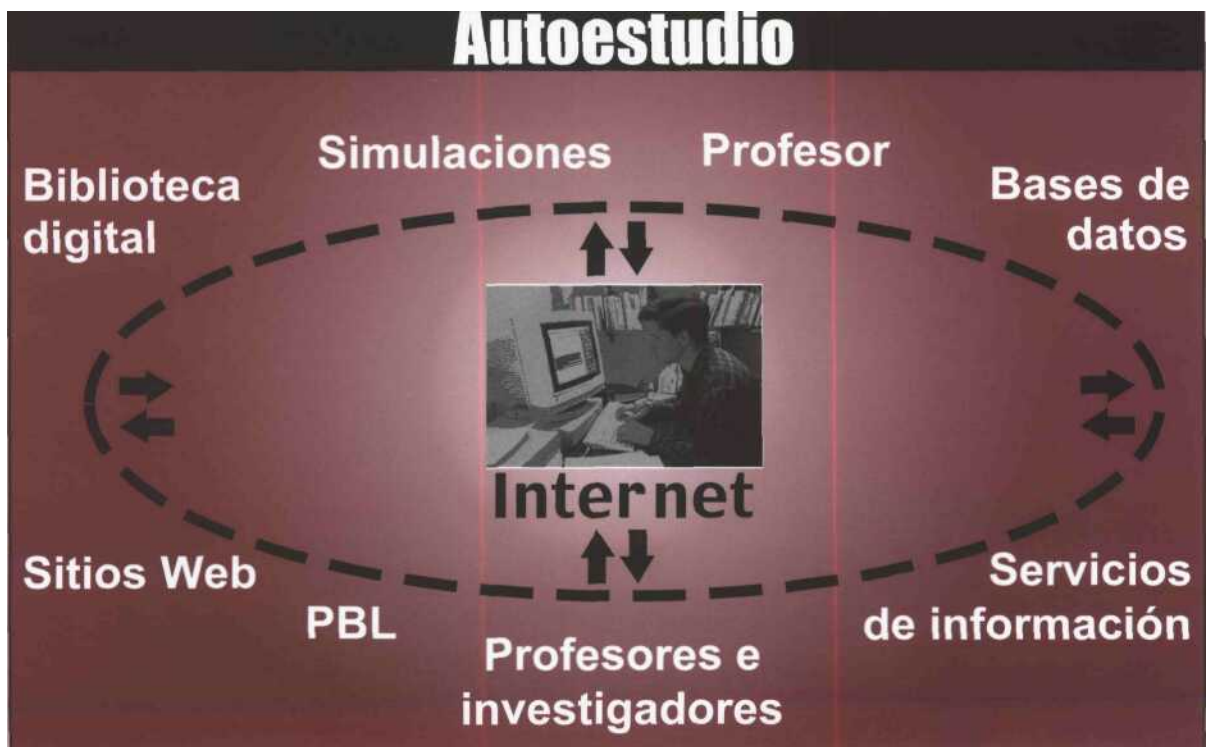 Autoestudio
Simulaciones
Profesor
Biblioteca
digital
Bases de
datos
Internet
Sitios Web
PBL
Profesores e
investigadores
Servicios
de información